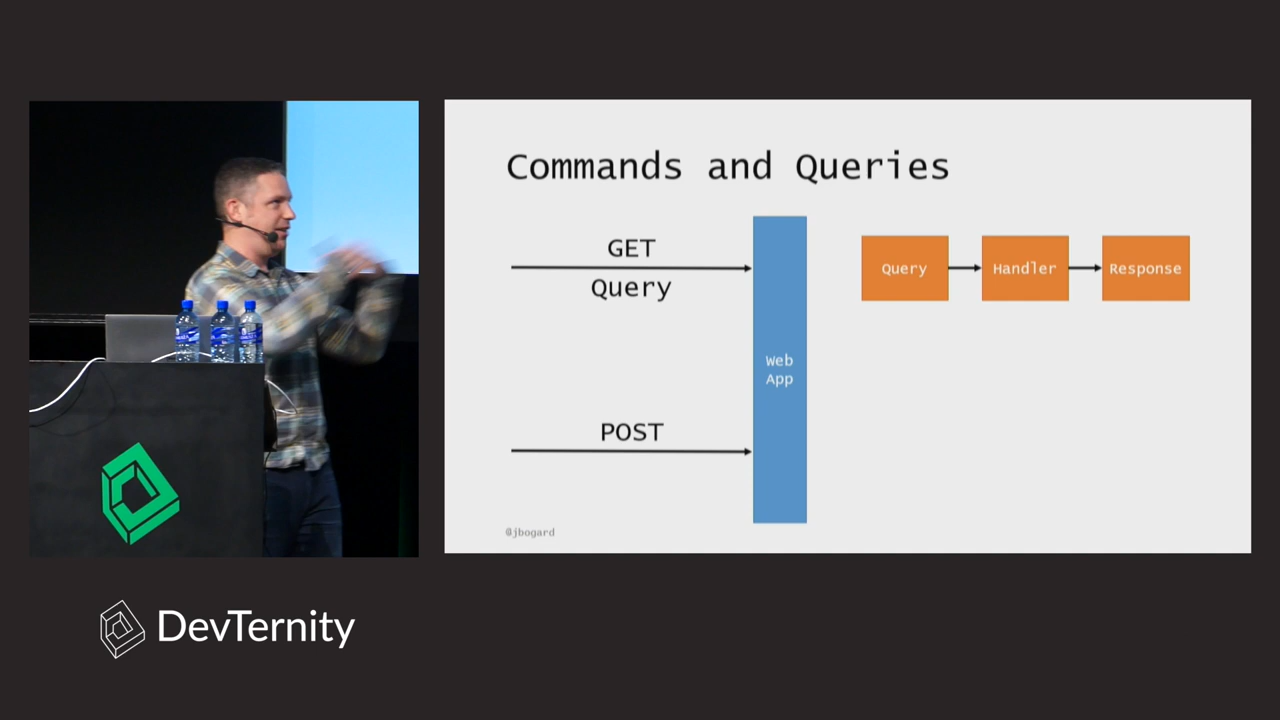 Commands and Queries
GET
Query
Query
Handler
Response
Web
App
POST
@jbogard
DevTernity